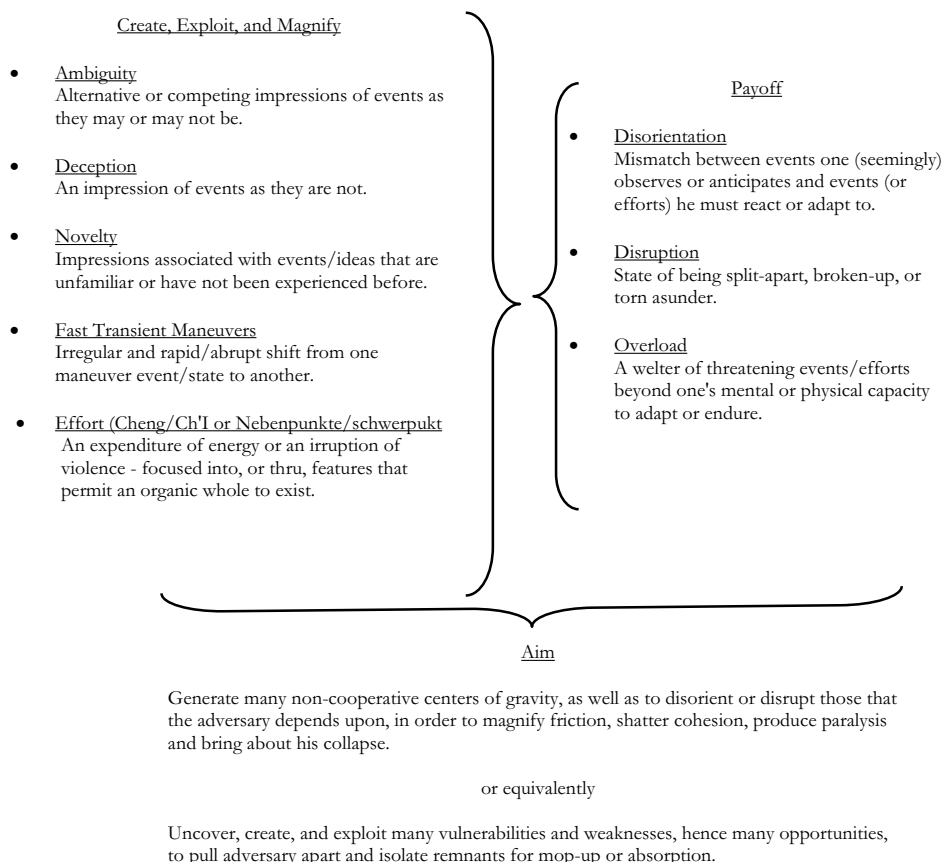 Create, Exploit, and Magnify
• Ambiguity
Alternative or competing impressions of events as
they may or may not be.
• Deception
An impression of events as they are not.
• Novelty
Impressions associated with events/ideas that are
unfamiliar or have not been experienced before.
• Fast Transient Maneuvers
Irregular and rapid/abrupt shift from one
maneuver event/state to another.
• Effort (Cheng/Ch'I or Nebenpunkte/schwerpukt
An expenditure of energy or an irruption of
violence - focused into, or thru, features that
permit an organic whole to exist.
Payoff
• Disorientation
Mismatch between events one (seemingly)
observes or anticipates and events (or
efforts) he must react or adapt to.
• Disruption
State of being split-apart, broken-up, or
torn asunder.
• Overload
A welter of threatening events/efforts
beyond one's mental or physical capacity
to adapt or endure.
Aim
Generate many non-cooperative centers of gravity, as well as to disorient or disrupt those that
the adversary depends upon, in order to magnify friction, shatter cohesion, produce paralysis
and bring about his collapse.
or equivalently
Uncover, create, and exploit many vulnerabilities and weaknesses, hence many opportunities,
to pull adversary apart and isolate remnants for mop-up or absorption.